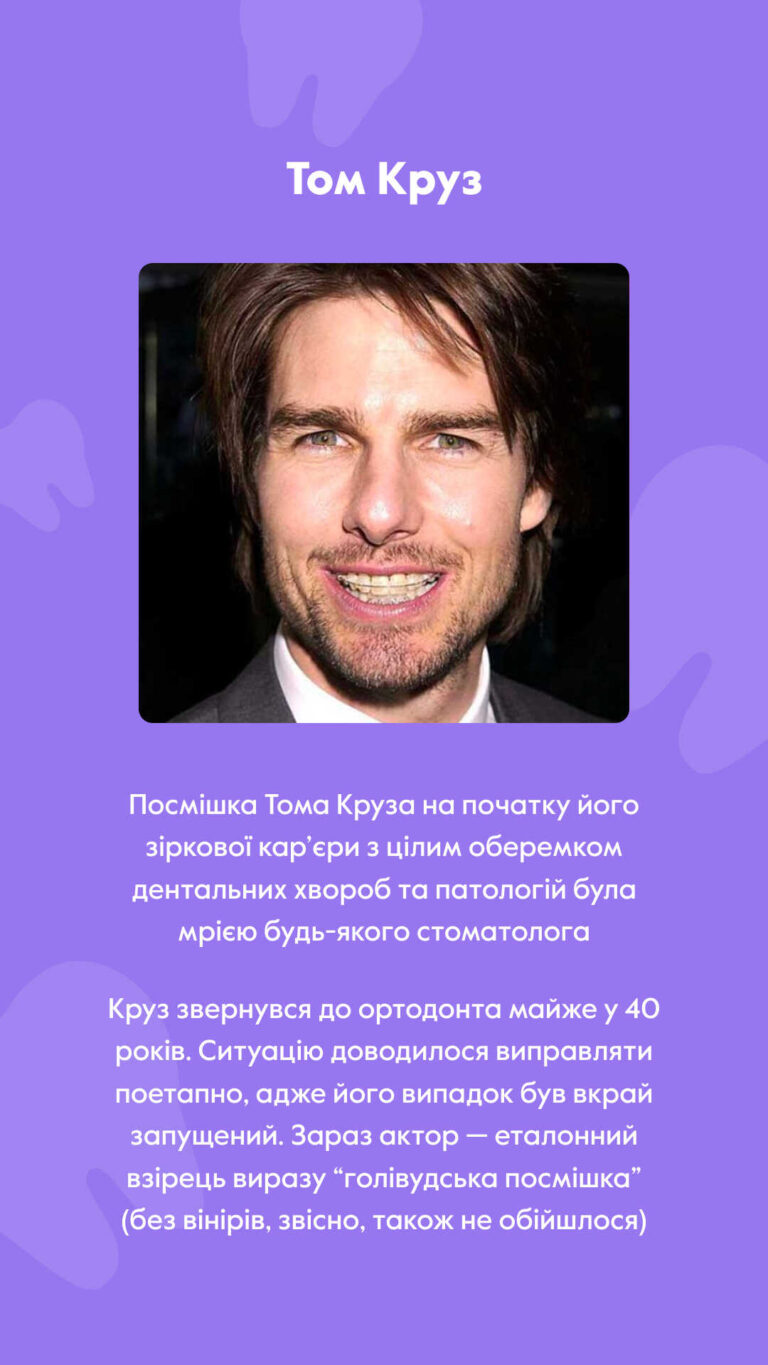 Том Круз
Посмішка Тома Круза на початку його
зіркової кар’єри з цілим оберемком
дентальних хвороб та патологій була
мрією будь-якого стоматолога
Круз звернувся до ортодонта майже у 40
років. Ситуацію доводилося виправляти
поетапно, адже його випадок був вкрай
запущений. Зараз актор — еталонний
взірець виразу “голівудська посмішка”
(без вінірів, звісно, також не обійшлося)